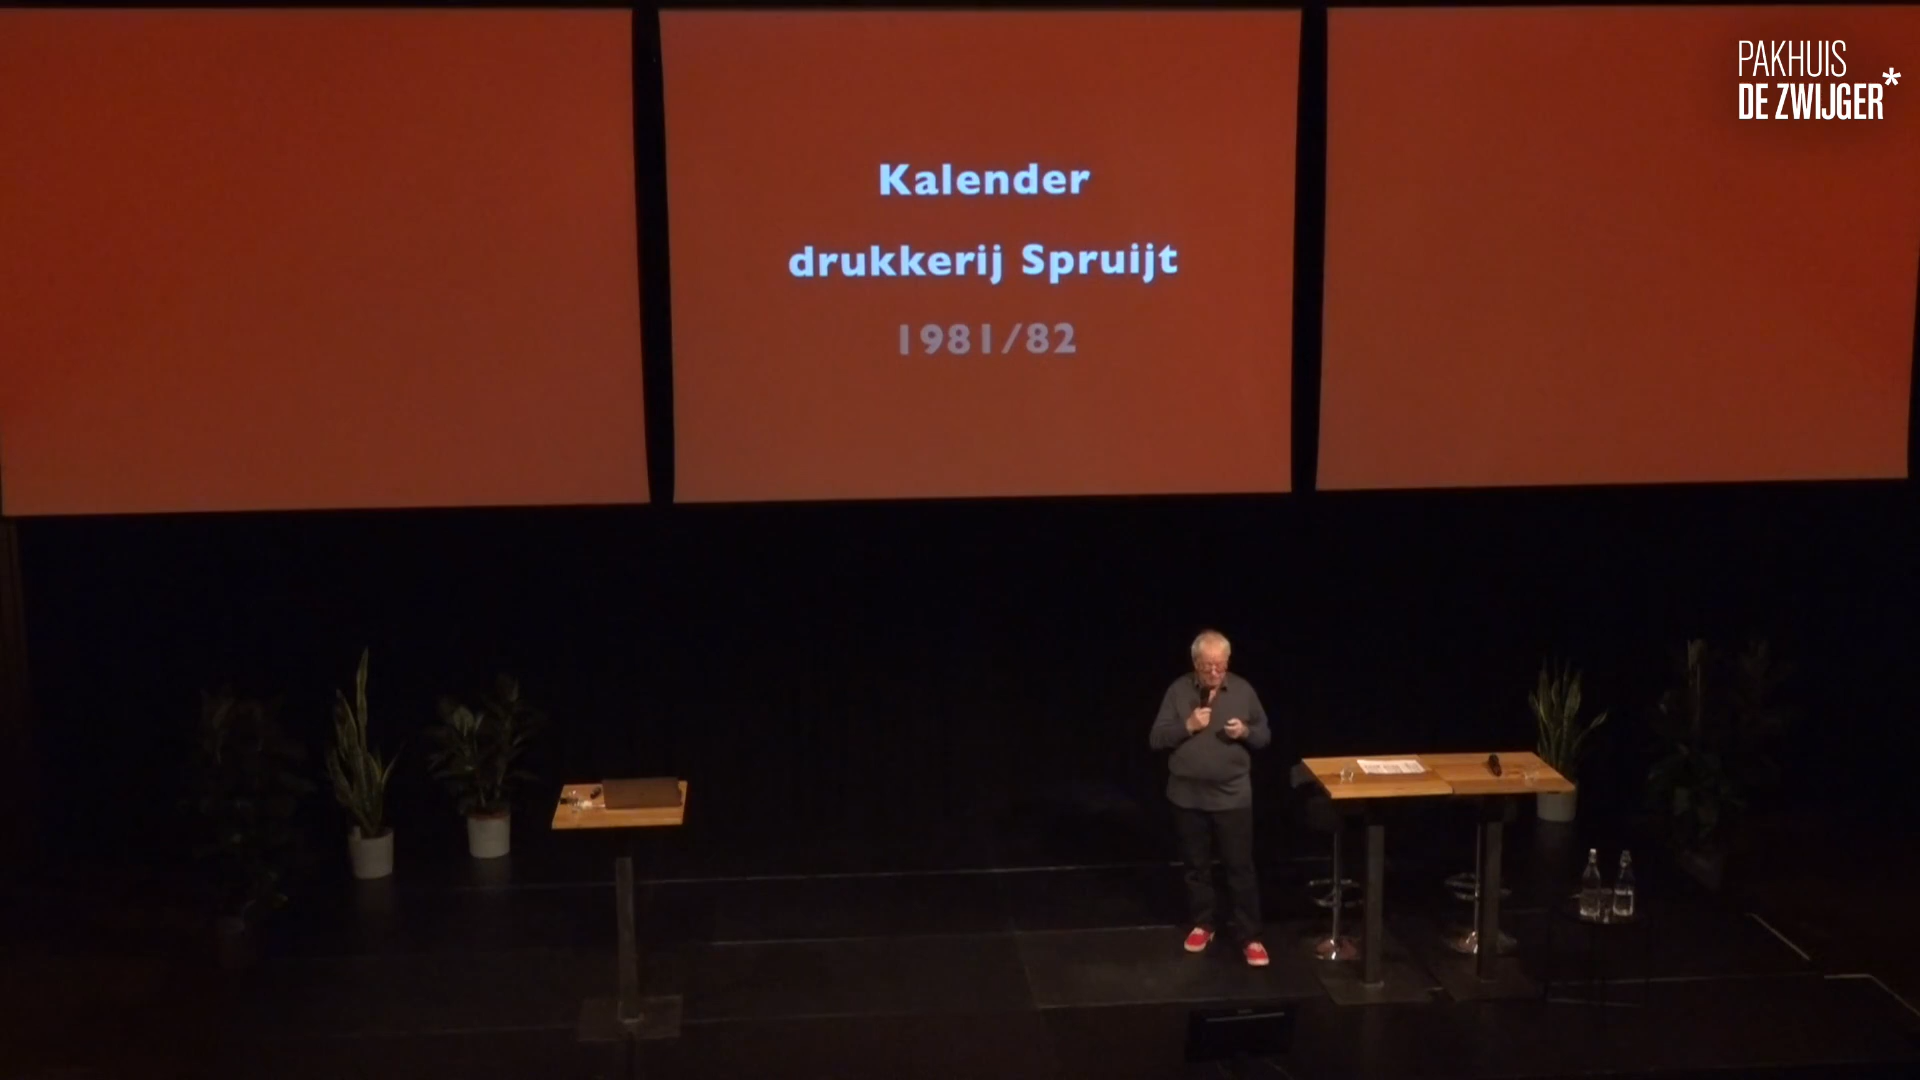 Kalender
drukkerij Spruijt
1981/82
PAKHUIS
DE ZWIJGER*